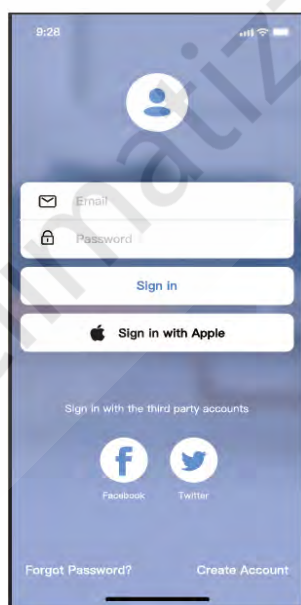 9:28
Email
Password
Sign in
Sign in with Apple
Sign in with the third party accounts
Facebook Twitter
Forgot Password? Create Account